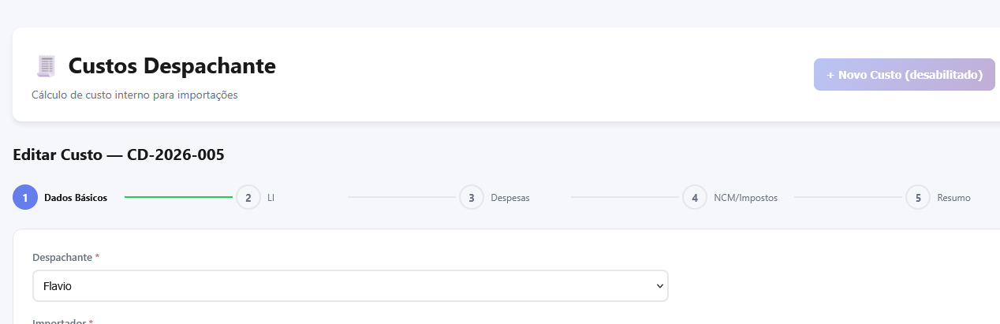 Custos Despachante
+ Novo Custo (desabilitado)
Cálculo de custo interno para importações
Editar Custo — CD-2026-005
1 Dados Básicos 2 LI 3 Despesas 4 NCM/Impostos 5 Resumo
Despachante *
Flavio
Importador *